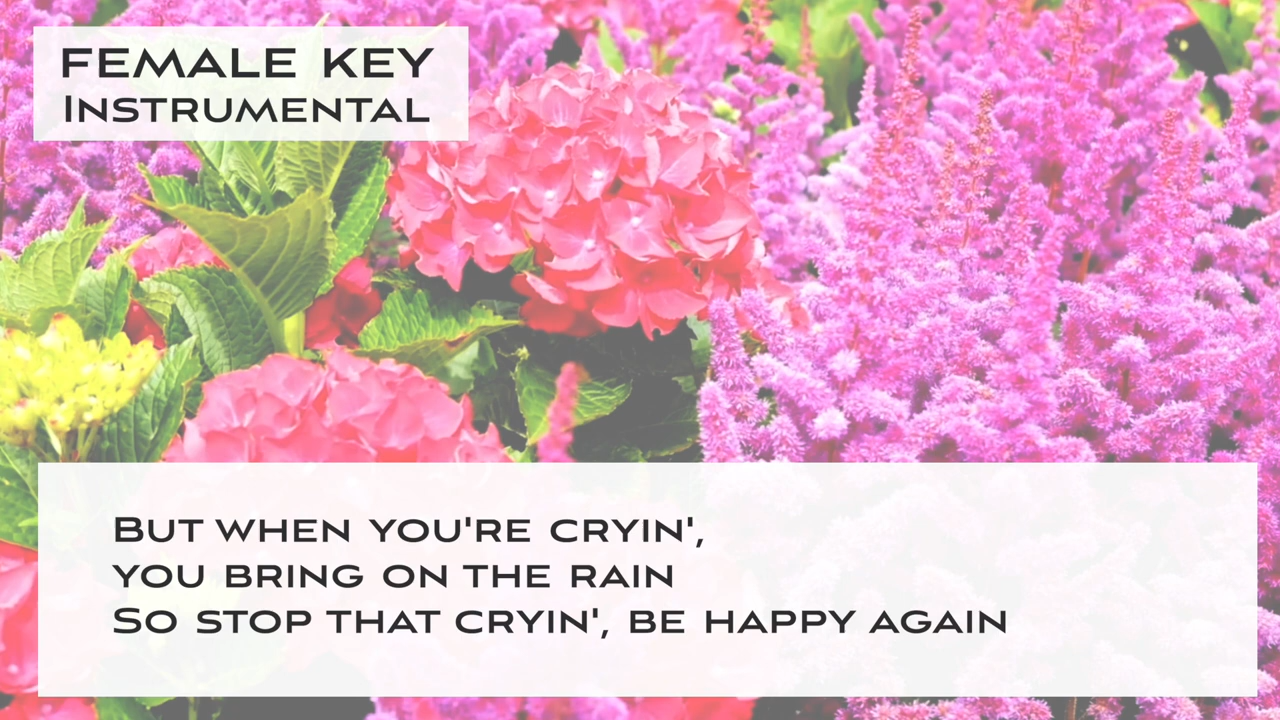 FEMALE KEY
INSTRUMENTAL
BUT WHEN YOU'RE CRYIN',
YOU BRING ON THE RAIN
SO STOP THAT CRYIN', BE HAPPY AGAIN